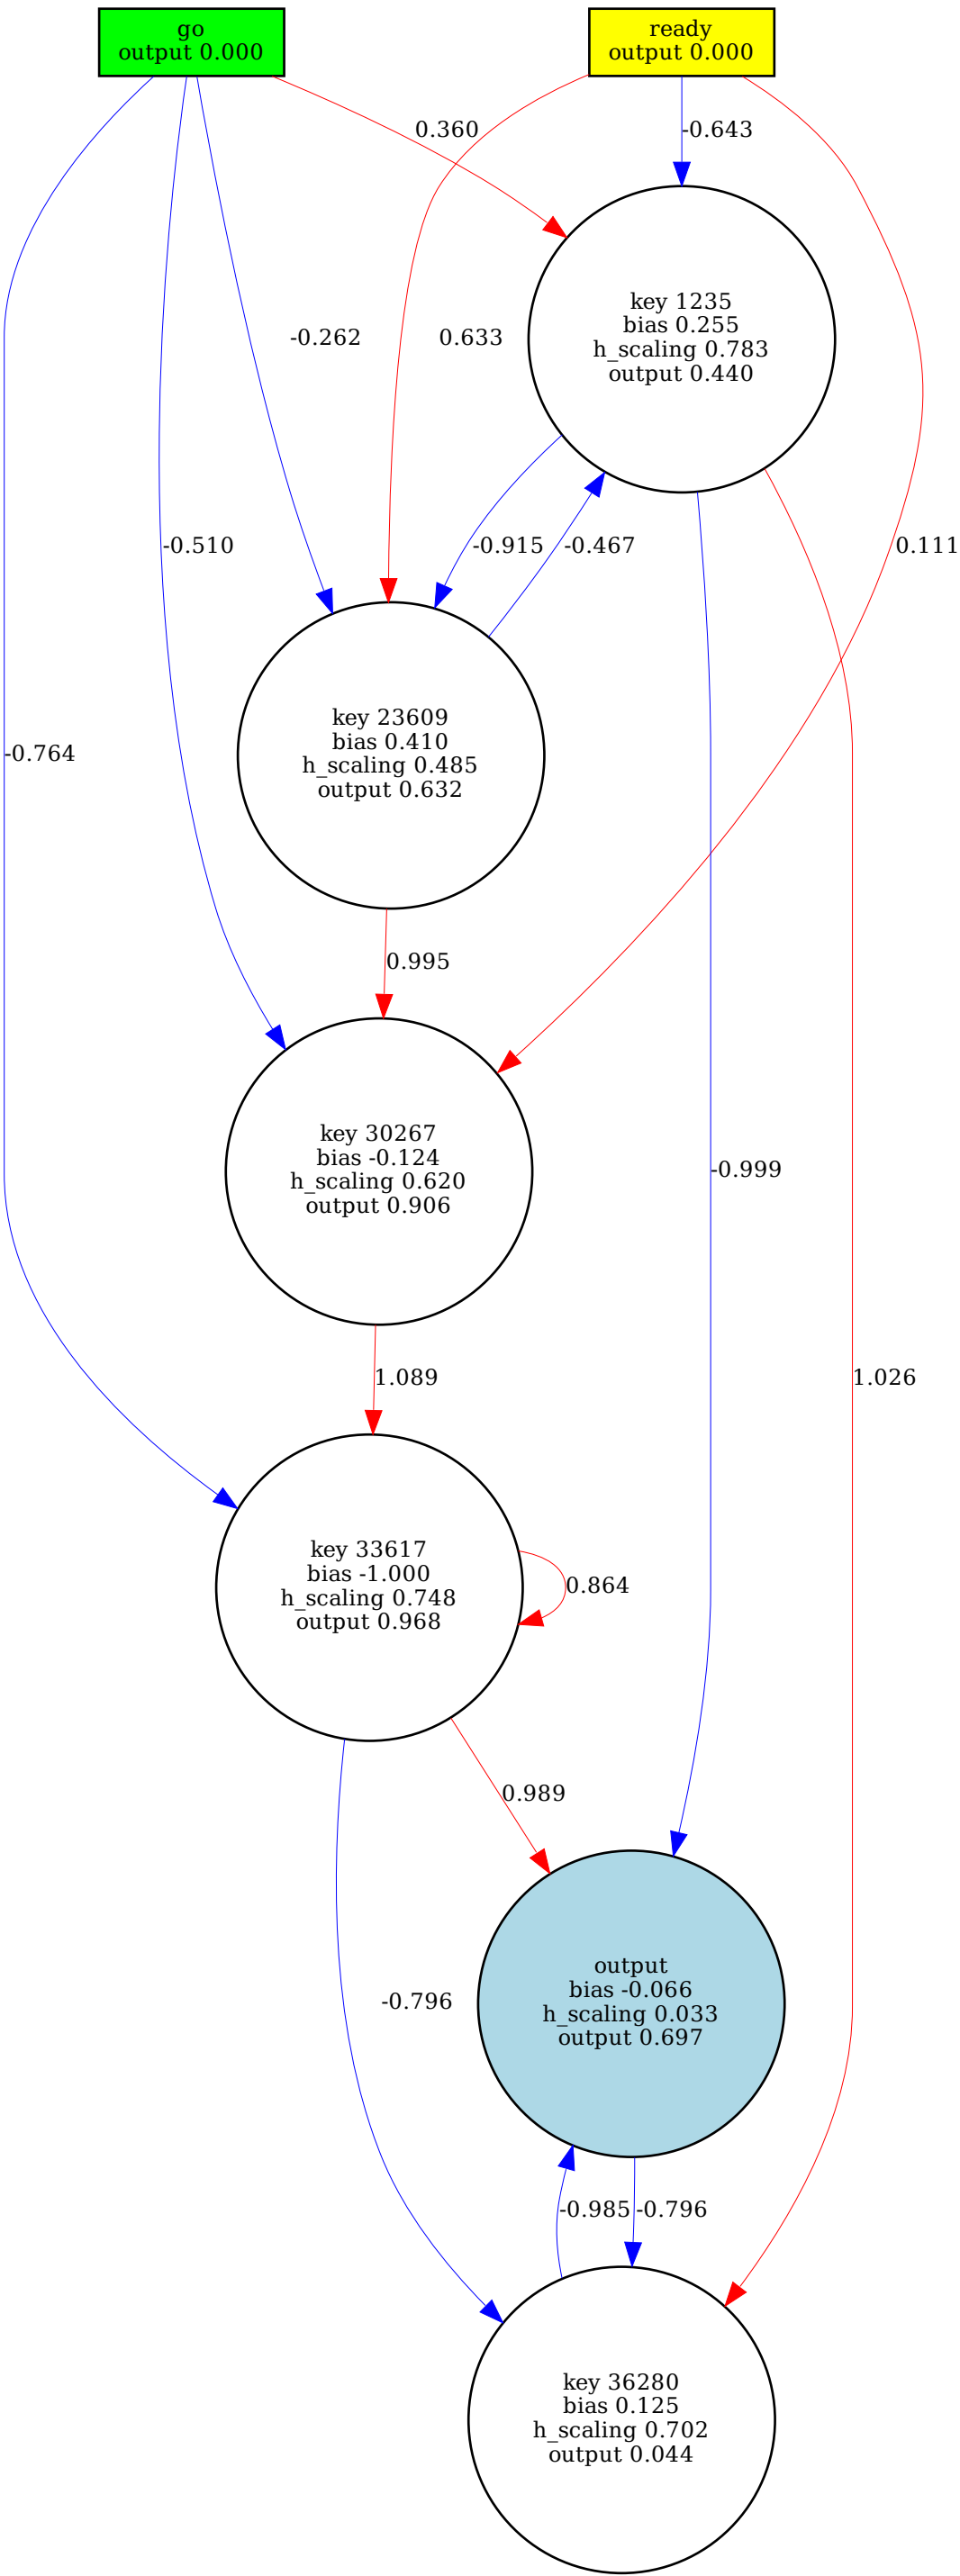 go
output 0.000
ready
output 0.000
0.360
-0.643
key 1235
bias 0.255
h_scaling 0.783
output 0.440
-0.262
0.633
-0.510
-0.915
-0.467
0.111
key 23609
bias 0.410
h_scaling 0.485
output 0.632
-0.764
0.995
key 30267
bias -0.124
h_scaling 0.620
output 0.906
-0.999
1.089
1.026
key 33617
bias -1.000
h_scaling 0.748
output 0.968
0.864
0.989
-0.796
output
bias -0.066
h_scaling 0.033
output 0.697
-0.985
-0.796
key 36280
bias 0.125
h_scaling 0.702
output 0.044